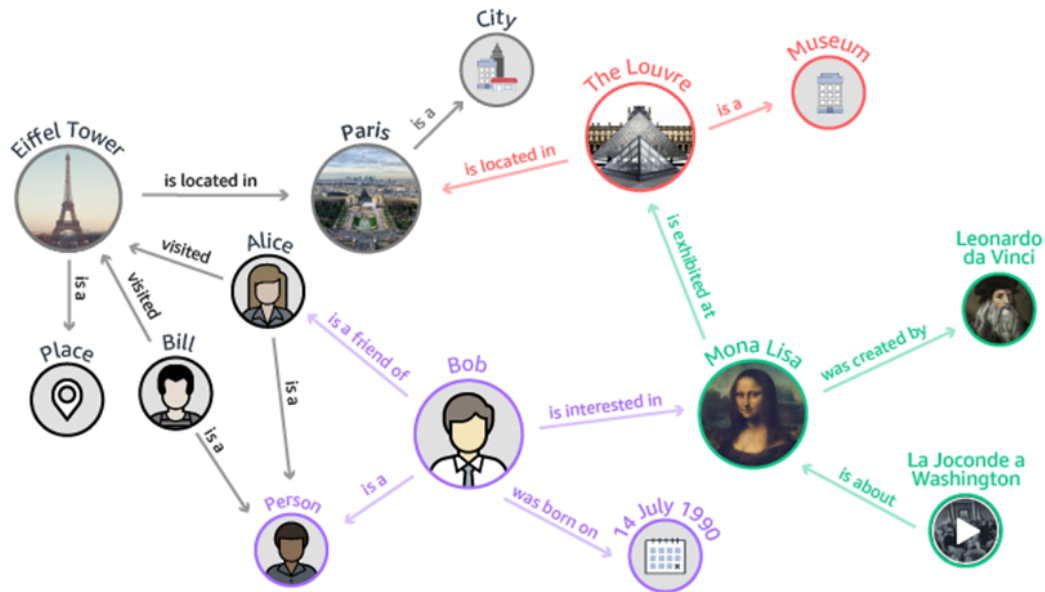 City
Museum
The Louvre
is a
is a
Paris
Eiffel Tower
is located in
is located in
Alice
visited
is exhibited at
Leonardo
da Vinci
is a
visited
Place
Bill
is a friend of
Bob
Mona Lisa
was created by
is a
is interested in
is a
La Joconde a
Washington
is about
is a
Person
was born on
14 July 1990